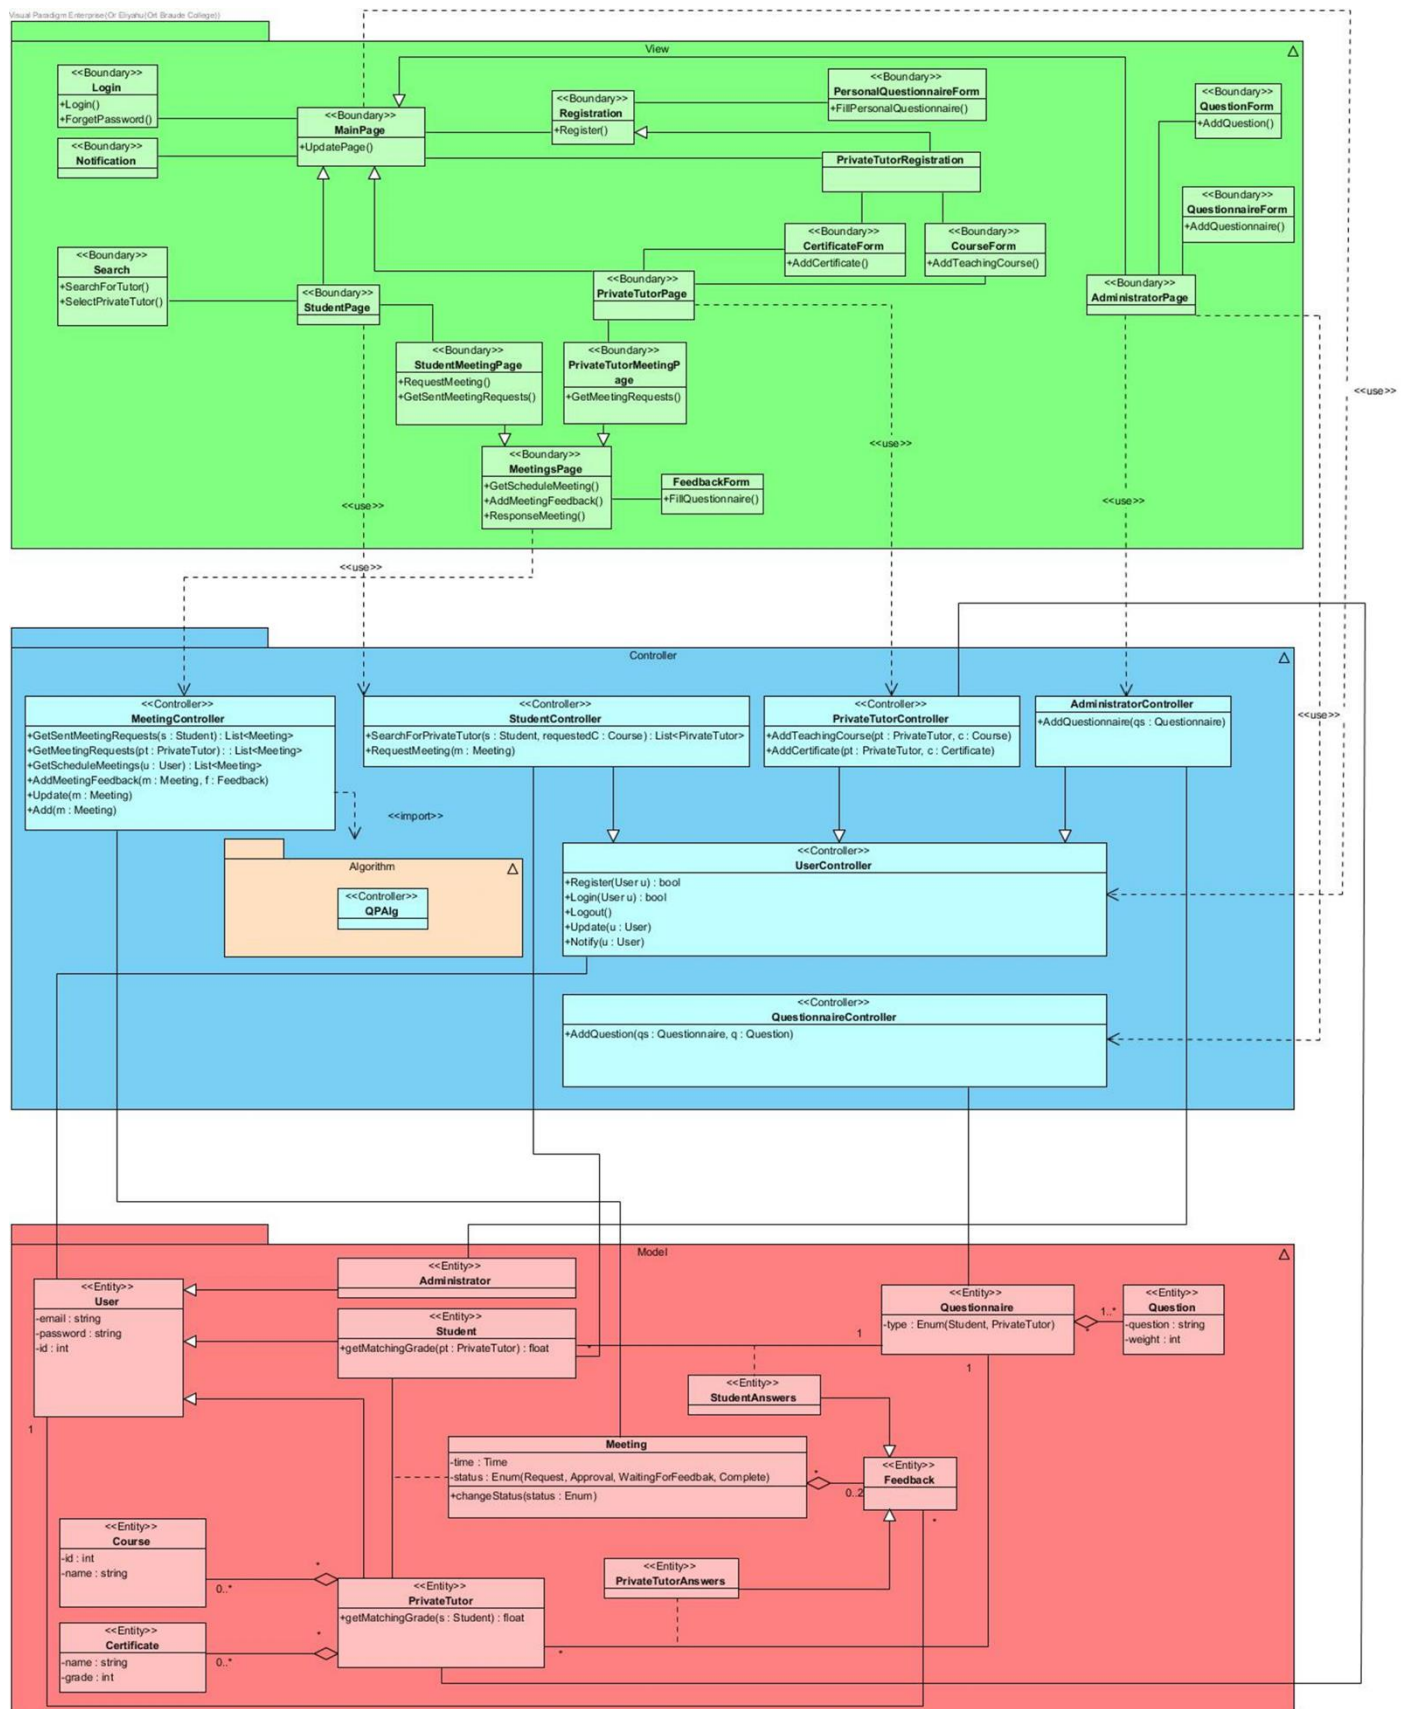 Visual Paradigm Enterprise(Or Eliyahu(Ort Braude College))
View
<<Boundary>>
Login
+Login()
+ForgetPassword()
<<Boundary>>
Notification
<<Boundary>>
MainPage
+UpdatePage()
<<Boundary>>
Registration
+Register()
<<Boundary>>
PersonalQuestionnaireForm
+FillPersonalQuestionnaire()
<<Boundary>>
QuestionForm
+AddQuestion()
PrivateTutorRegistration
<<Boundary>>
QuestionnaireForm
+AddQuestionnaire()
<<Boundary>>
CertificateForm
+AddCertificate()
<<Boundary>>
CourseForm
+AddTeachingCourse()
<<Boundary>>
Search
+SearchForTutor()
+SelectPrivateTutor()
<<Boundary>>
StudentPage
<<Boundary>>
PrivateTutorPage
<<Boundary>>
AdministratorPage
<<Boundary>>
StudentMeetingPage
+RequestMeeting()
+GetSentMeetingRequests()
<<Boundary>>
PrivateTutorMeetingP
age
+GetMeetingRequests()
<<use>>
<<use>>
<<Boundary>>
MeetingsPage
+GetScheduleMeeting()
+AddMeetingFeedback()
+ResponseMeeting()
FeedbackForm
+FillQuestionnaire()
<<use>>
<<use>>
<<use>>
Controller
<<Controller>>
MeetingController
+GetSentMeetingRequests(s : Student) : List<Meeting>
+GetMeetingRequests(pt : PrivateTutor) : : List<Meeting>
+GetScheduleMeetings(u : User) : List<Meeting>
+AddMeetingFeedback(m : Meeting, f : Feedback)
+Update(m : Meeting)
+Add(m : Meeting)
<<Controller>>
StudentController
+SearchForPrivateTutor(s : Student, requestedC : Course) : List<PirvateTutor>
+RequestMeeting(m : Meeting)
<<Controller>>
PrivateTutorController
+AddTeachingCourse(pt : PrivateTutor, c : Course)
+AddCertificate(pt : PrivateTutor, c : Certificate)
AdministratorController
+AddQuestionnaire(qs : Questionnaire)
<<use>>
<<import>>
Algorithm
<<Controller>>
QPAlg
<<Controller>>
UserController
+Register(User u) : bool
+Login(User u) : bool
+Logout()
+Update(u : User)
+Notify(u : User)
<<Controller>>
QuestionnaireController
+AddQuestion(qs : Questionnaire, q : Question)
Model
<<Entity>>
User
-email : string
-password : string
-id : int
<<Entity>>
Administrator
<<Entity>>
Student
+getMatchingGrade(pt : PrivateTutor) : float
*
1
<<Entity>>
Questionnaire
-type : Enum(Student, PrivateTutor)
1..*
*
1
<<Entity>>
Question
-question : string
-weight : int
<<Entity>>
StudentAnswers
1
Meeting
-time : Time
-status : Enum(Request, Approval, WaitingForFeedbak, Complete)
+changeStatus(status : Enum)
*
0..2
<<Entity>>
Feedback
*
<<Entity>>
Course
-id : int
-name : string
*
0..*
<<Entity>>
PrivateTutorAnswers
<<Entity>>
PrivateTutor
+getMatchingGrade(s : Student) : float
*
<<Entity>>
Certificate
-name : string
-grade : int
*
0..*